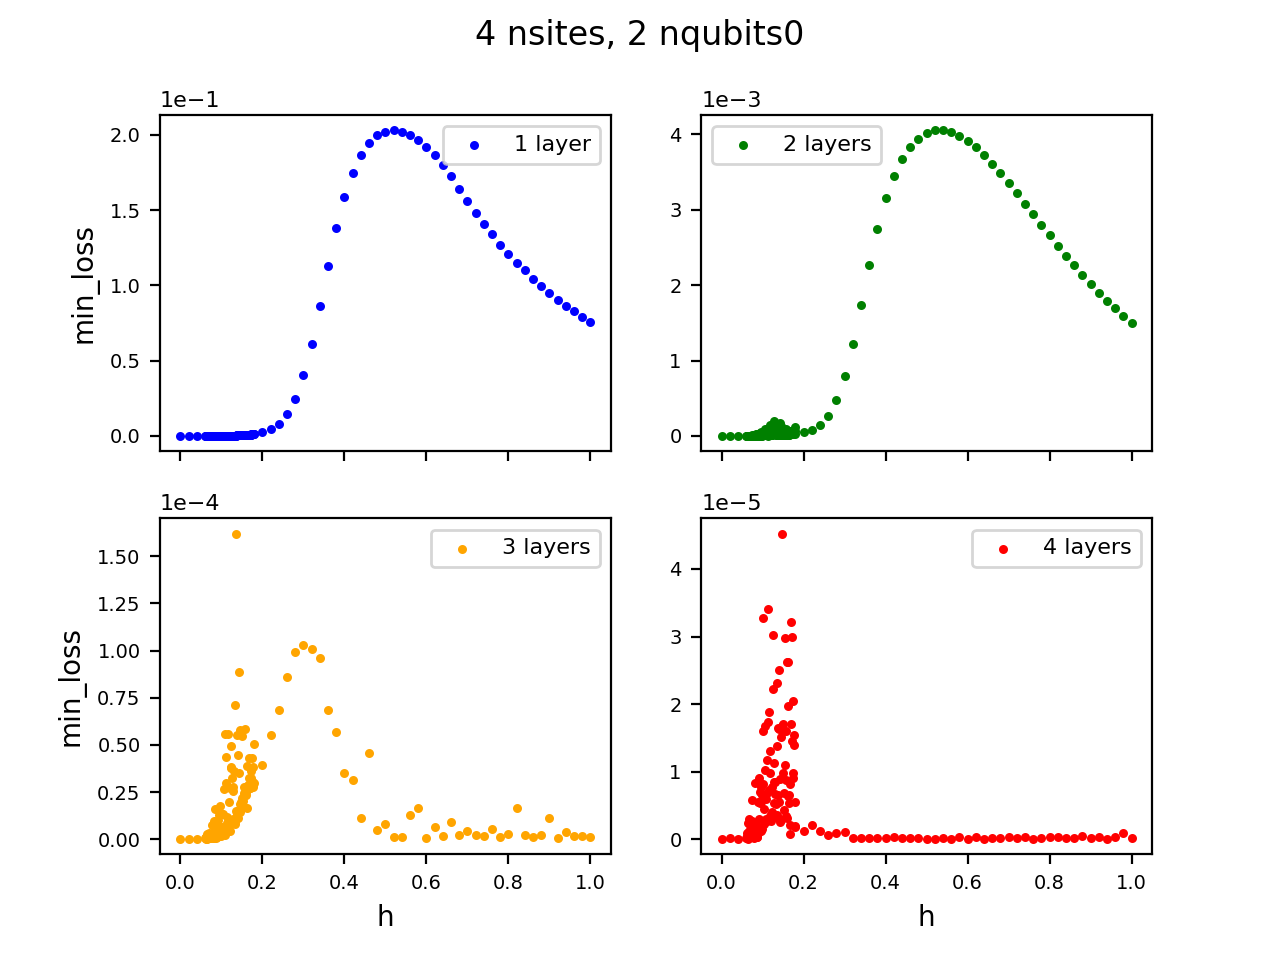 4 nsites, 2 nqubits0
1e−1
2.0
1.5
1.0
0.5
0.0
min_loss
1 layer
1e−3
4
3
2
1
0
2 layers
1e−4
1.50
1.25
1.00
0.75
0.50
0.25
0.00
min_loss
3 layers
0.0 0.2 0.4 0.6 0.8 1.0
h
1e−5
4
3
2
1
0
4 layers
0.0 0.2 0.4 0.6 0.8 1.0
h